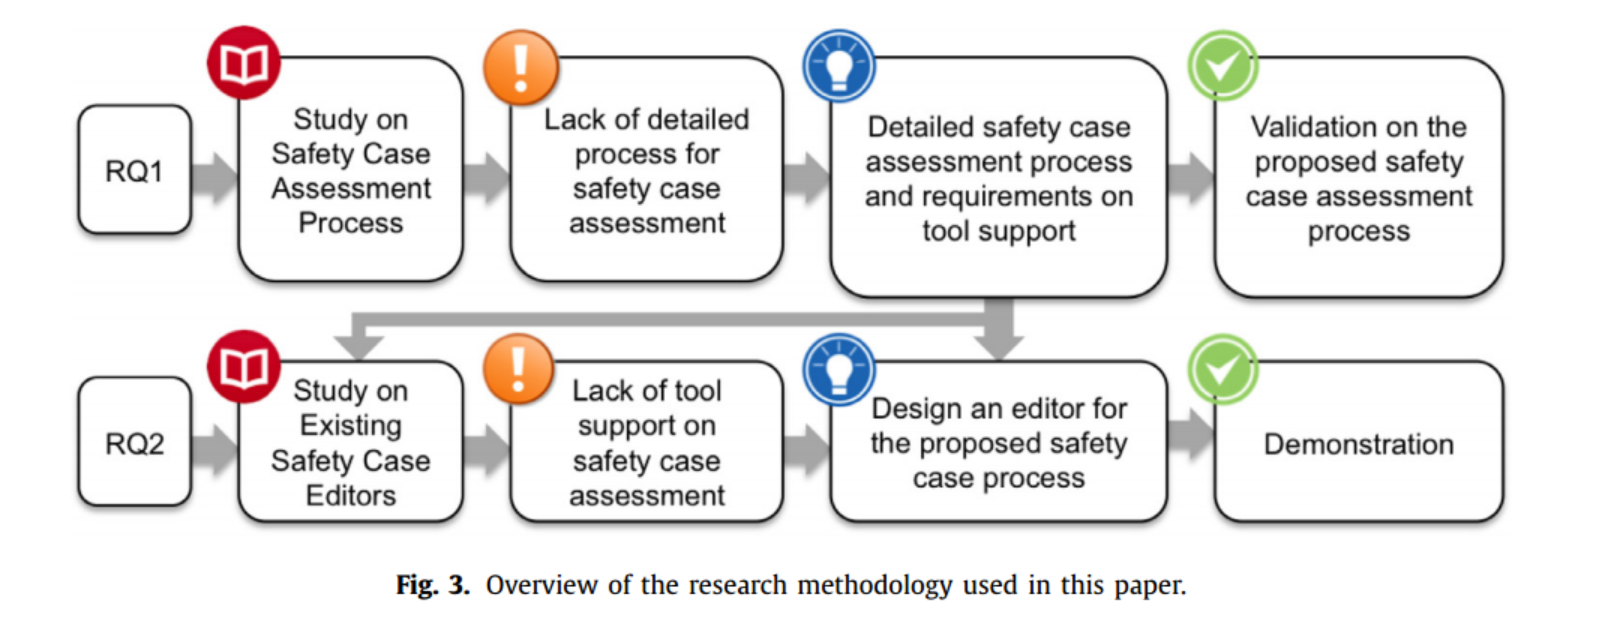 RQ1
Study on
Safety Case
Assessment
Process
Lack of detailed
process for
safety case
assessment
Detailed safety case
assessment process
and requirements on
tool support
Validation on the
proposed safety
case assessment
process
RQ2
Study on
Existing
Safety Case
Editors
Lack of tool
support on
safety case
assessment
Design an editor for
the proposed safety
case process
Demonstration
Fig. 3. Overview of the research methodology used in this paper.